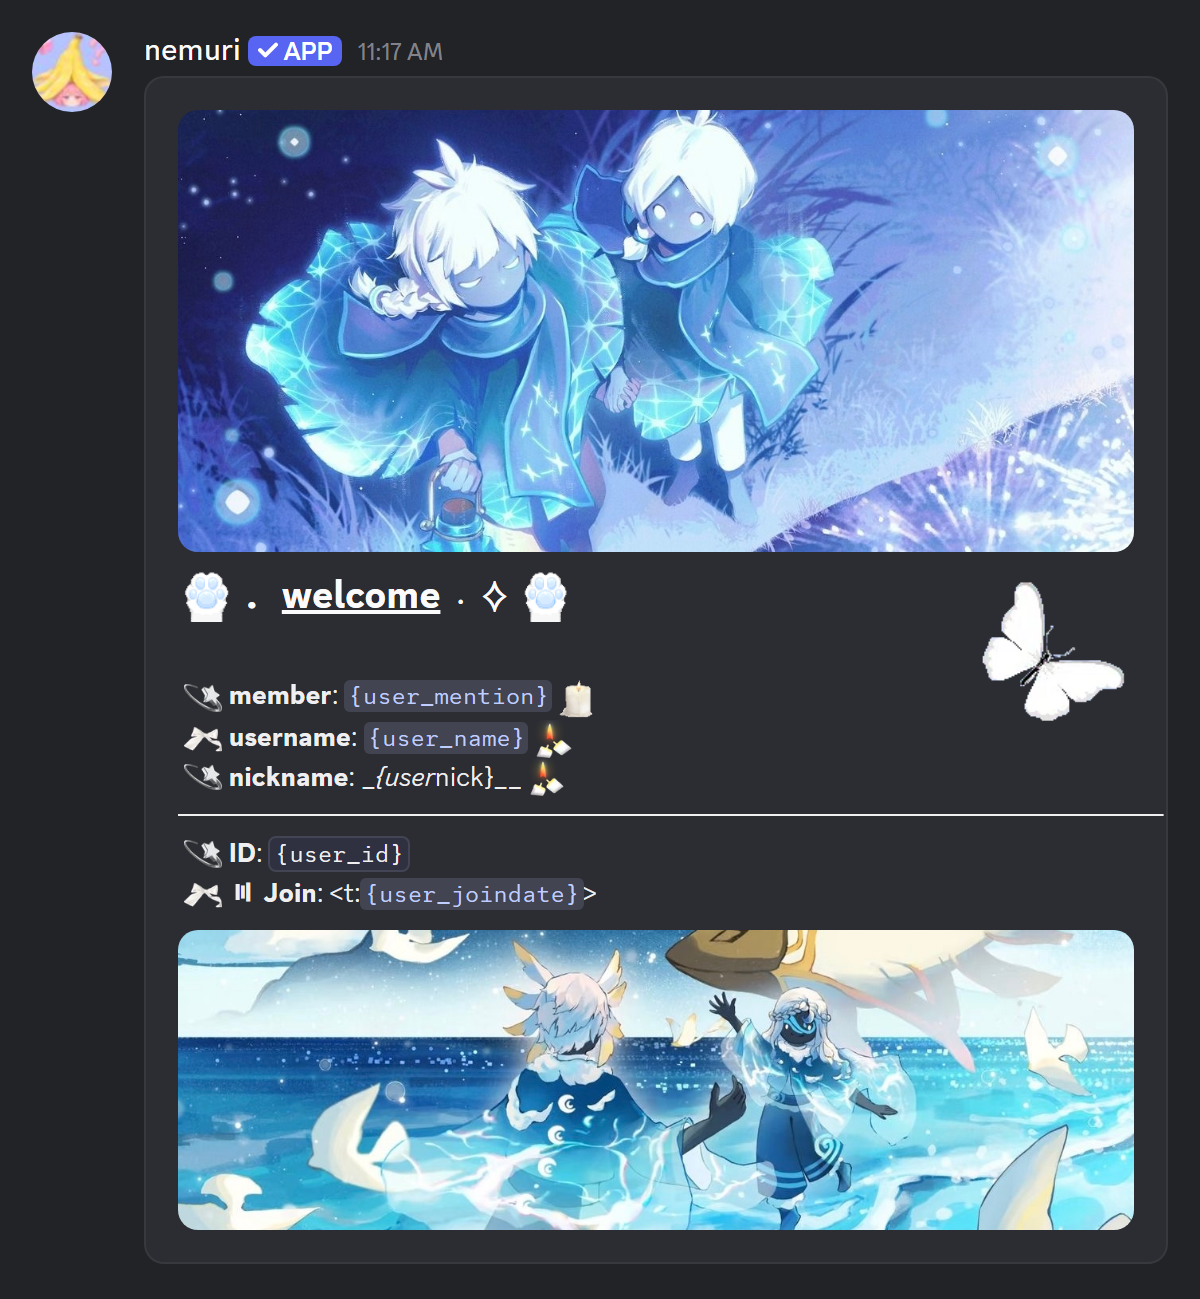 nemuri ✓ APP 11:17 AM
. welcome · ✧
member: {user_mention}
username: {user_name}
nickname: _{usernick}__
ID: {user_id}
Join: <t:{user_joindate}>